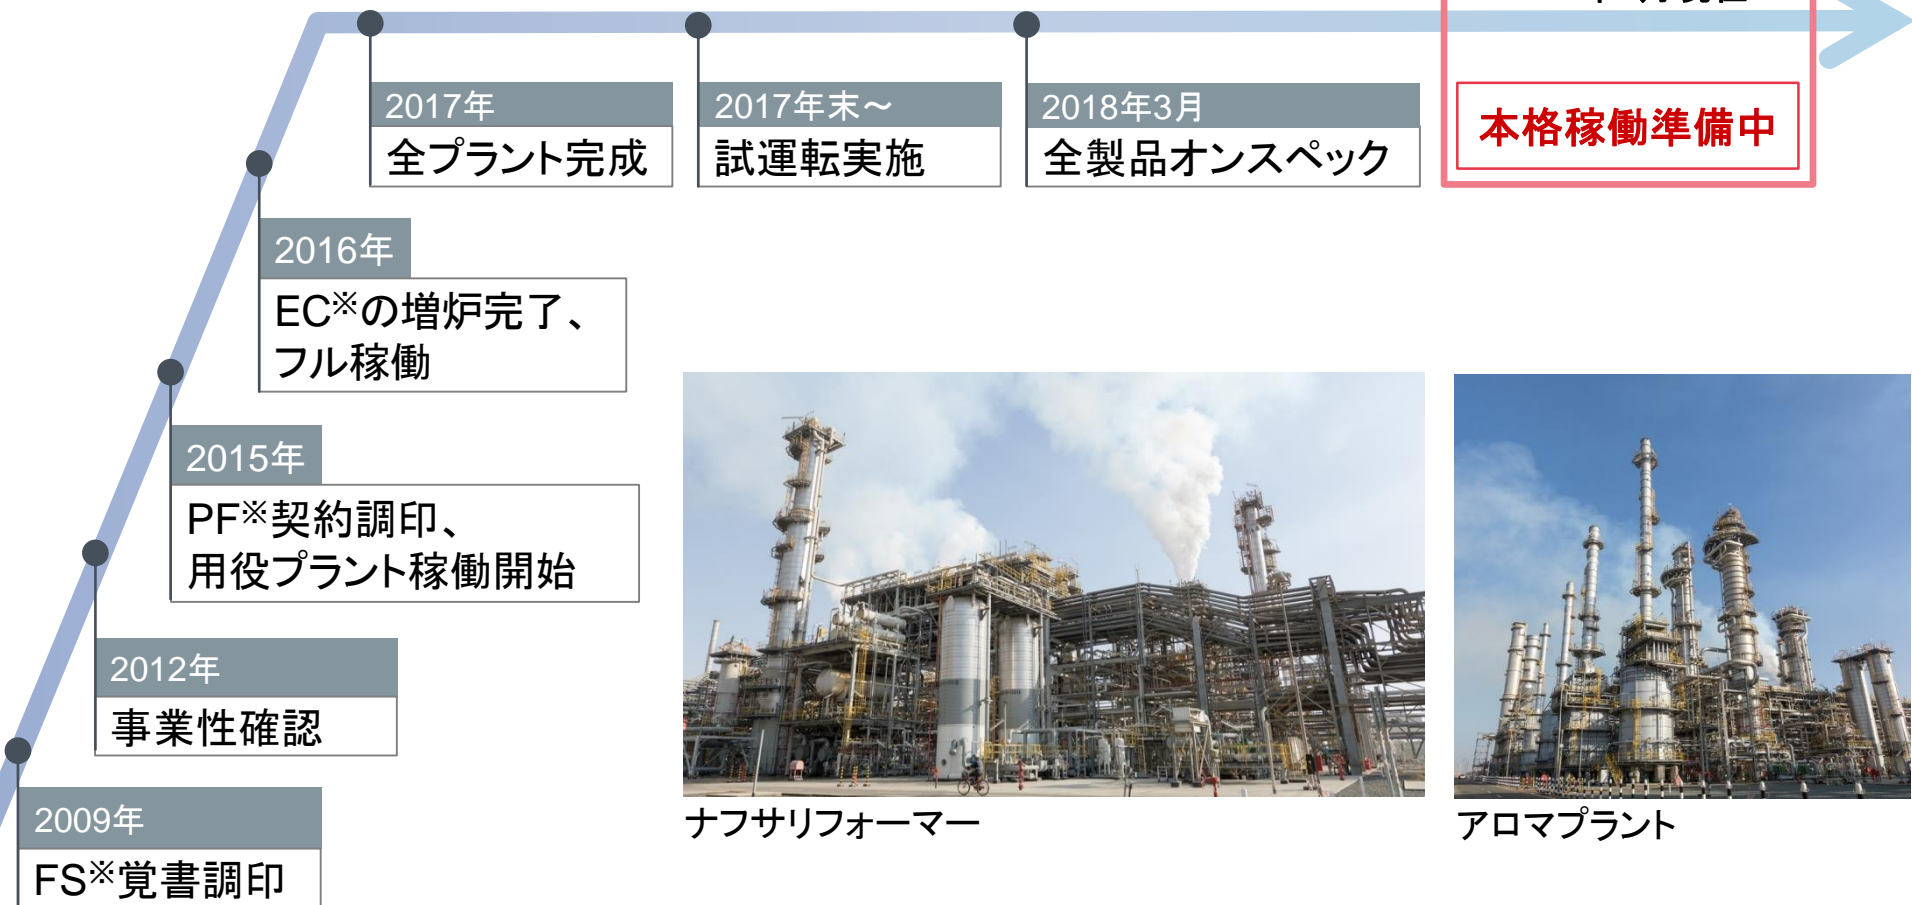 2017年
全プラント完成
2017年末～
試運転実施
2018年3月
全製品オンスペック
本格稼働準備中
2016年
EC※の増炉完了、
フル稼働
2015年
PF※契約調印、
用役プラント稼働開始
2012年
事業性確認
2009年
FS※覚書調印
ナフサリフォーマー
アロマプラント